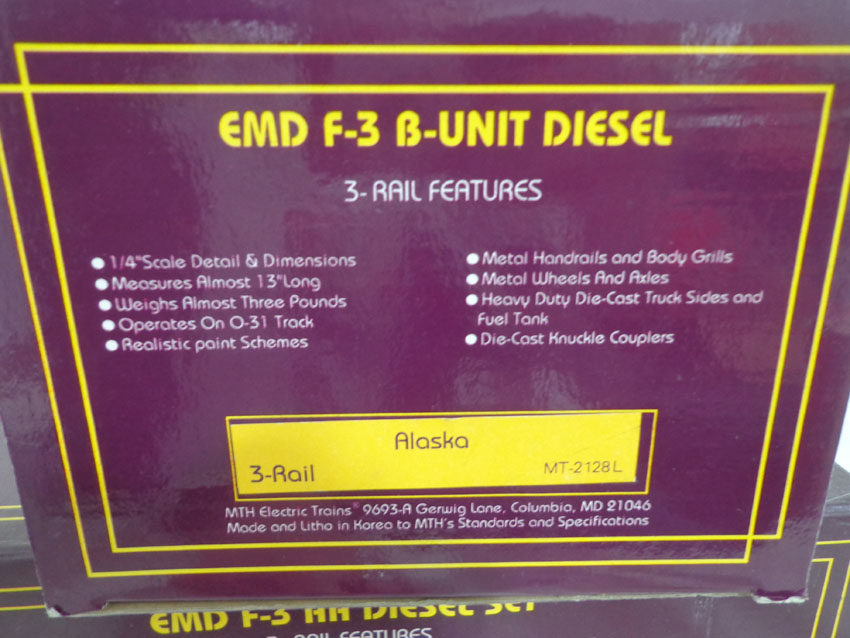 EMD F-3 B-UNIT DIESEL
3-RAIL FEATURES
1/4"Scale Detail & Dimensions
Measures Almost 13"Long
Weighs Almost Three Pounds
Operates On O-31 Track
Realistic paint Schemes
Metal Handrails and Body Grills
Metal Wheels And Axles
Heavy Duty Die-Cast Truck Sides and
Fuel Tank
Die-Cast Knuckle Couplers
Alaska
3-Rail MT-2128L
MTH Electric Trains® 9693-A Gerwig Lane, Columbia, MD 21046
Made and Litho in Korea to MTH's Standards and Specifications
EMD F-3 AA DIESEL SET
3-RAIL FEATURES